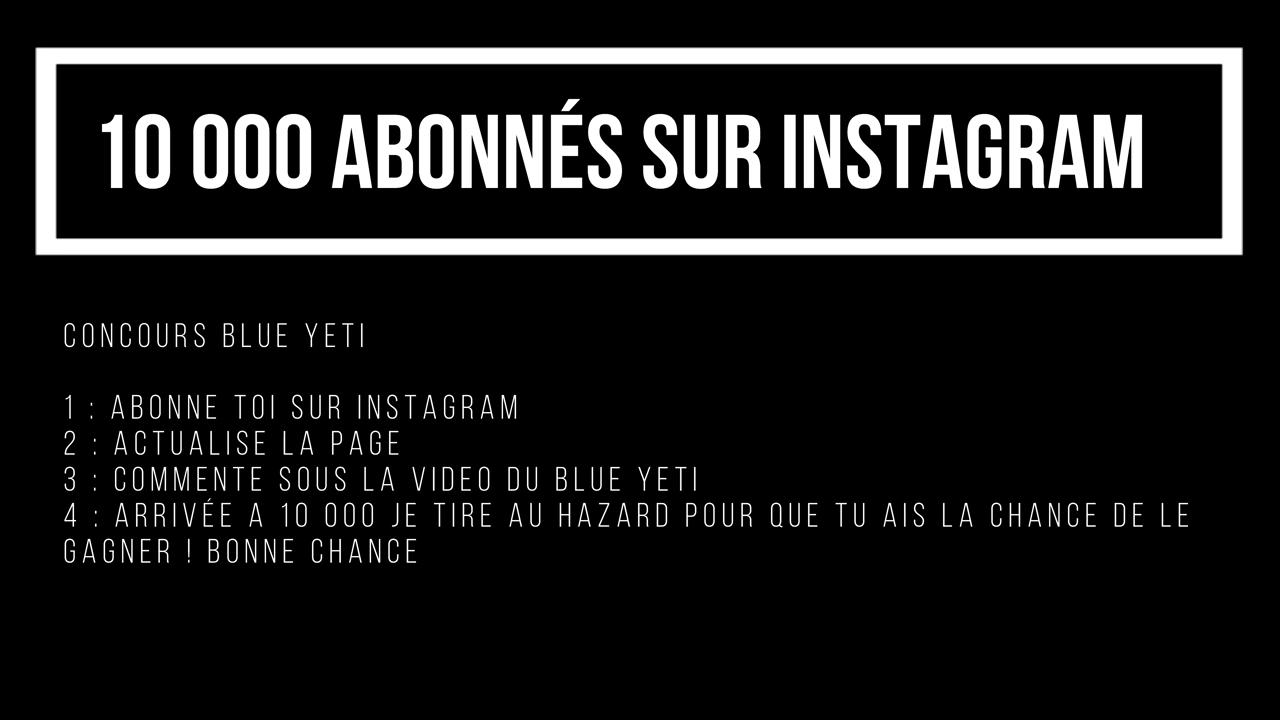 10 000 ABONNÉS SUR INSTAGRAM
CONCOURS BLUE YETI
1 : ABONNE TOI SUR INSTAGRAM
2 : ACTUALISE LA PAGE
3 : COMMENTE SOUS LA VIDEO DU BLUE YETI
4 : ARRIVÉE A 10 000 JE TIRE AU HAZARD POUR QUE TU AIS LA CHANCE DE LE
GAGNER ! BONNE CHANCE